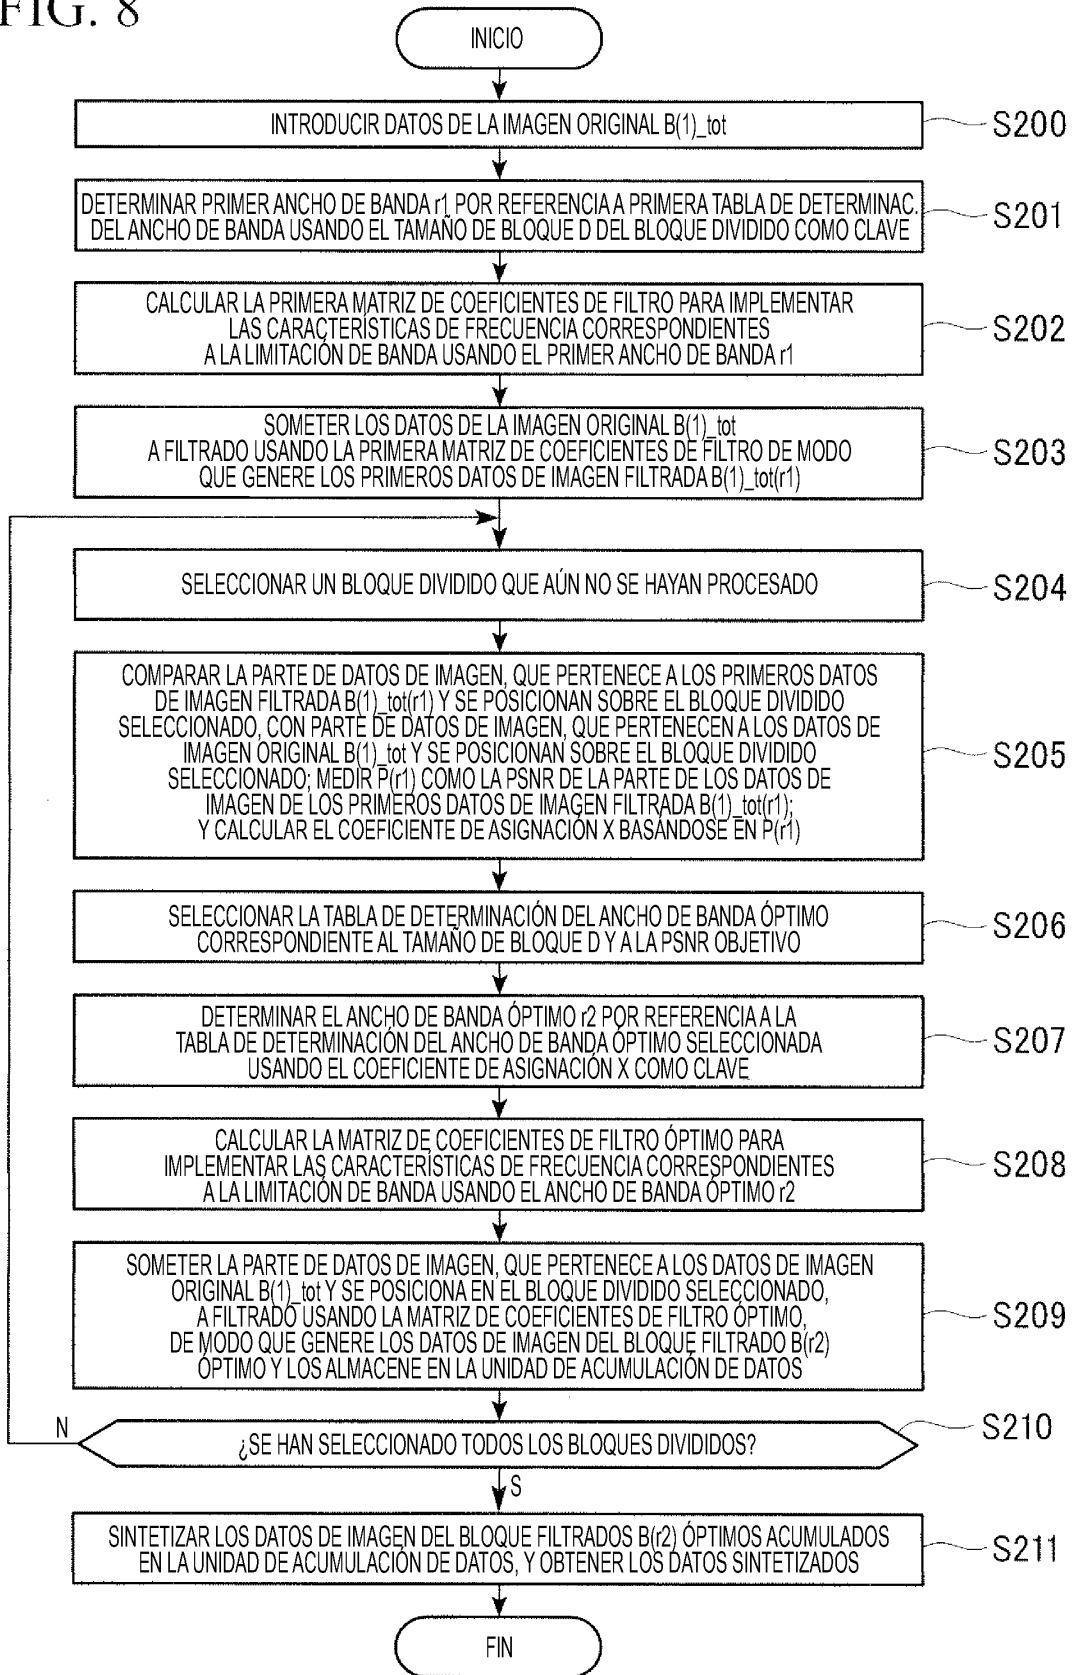 FIG. 8
INICIO
INTRODUCIR DATOS DE LA IMAGEN ORIGINAL B(1)_tot
S200
DETERMINAR PRIMER ANCHO DE BANDA r1 POR REFERENCIA A PRIMERA TABLA DE DETERMINAC.
DEL ANCHO DE BANDA USANDO EL TAMAÑO DE BLOQUE D DEL BLOQUE DIVIDIDO COMO CLAVE
S201
CALCULAR LA PRIMERA MATRIZ DE COEFICIENTES DE FILTRO PARA IMPLEMENTAR
LAS CARACTERÍSTICAS DE FRECUENCIA CORRESPONDIENTES
A LA LIMITACIÓN DE BANDA USANDO EL PRIMER ANCHO DE BANDA r1
S202
SOMETER LOS DATOS DE LA IMAGEN ORIGINAL B(1)_tot
A FILTRADO USANDO LA PRIMERA MATRIZ DE COEFICIENTES DE FILTRO DE MODO
QUE GENERE LOS PRIMEROS DATOS DE IMAGEN FILTRADA B(1)_tot(r1)
S203
SELECCIONAR UN BLOQUE DIVIDIDO QUE AÚN NO SE HAYAN PROCESADO
S204
COMPARAR LA PARTE DE DATOS DE IMAGEN, QUE PERTENECE A LOS PRIMEROS DATOS
DE IMAGEN FILTRADA B(1)_tot(r1) Y SE POSICIONAN SOBRE EL BLOQUE DIVIDIDO
SELECCIONADO, CON PARTE DE DATOS DE IMAGEN, QUE PERTENECEN A LOS DATOS DE
IMAGEN ORIGINAL B(1)_tot Y SE POSICIONAN SOBRE EL BLOQUE DIVIDIDO
SELECCIONADO; MEDIR P(r1) COMO LA PSNR DE LA PARTE DE LOS DATOS DE
IMAGEN DE LOS PRIMEROS DATOS DE IMAGEN FILTRADA B(1)_tot(r1);
Y CALCULAR EL COEFICIENTE DE ASIGNACIÓN X BASÁNDOSE EN P(r1)
S205
SELECCIONAR LA TABLA DE DETERMINACIÓN DEL ANCHO DE BANDA ÓPTIMO
CORRESPONDIENTE AL TAMAÑO DE BLOQUE D Y A LA PSNR OBJETIVO
S206
DETERMINAR EL ANCHO DE BANDA ÓPTIMO r2 POR REFERENCIA A LA
TABLA DE DETERMINACIÓN DEL ANCHO DE BANDA ÓPTIMO SELECCIONADA
USANDO EL COEFICIENTE DE ASIGNACIÓN X COMO CLAVE
S207
CALCULAR LA MATRIZ DE COEFICIENTES DE FILTRO ÓPTIMO PARA
IMPLEMENTAR LAS CARACTERÍSTICAS DE FRECUENCIA CORRESPONDIENTES
A LA LIMITACIÓN DE BANDA USANDO EL ANCHO DE BANDA ÓPTIMO r2
S208
SOMETER LA PARTE DE DATOS DE IMAGEN, QUE PERTENECE A LOS DATOS DE IMAGEN
ORIGINAL B(1)_tot Y SE POSICIONA EN EL BLOQUE DIVIDIDO SELECCIONADO,
A FILTRADO USANDO LA MATRIZ DE COEFICIENTES DE FILTRO ÓPTIMO,
DE MODO QUE GENERE LOS DATOS DE IMAGEN DEL BLOQUE FILTRADO B(r2)
ÓPTIMO Y LOS ALMACENE EN LA UNIDAD DE ACUMULACIÓN DE DATOS
S209
N
¿SE HAN SELECCIONADO TODOS LOS BLOQUES DIVIDIDOS?
S210
S
SINTETIZAR LOS DATOS DE IMAGEN DEL BLOQUE FILTRADOS B(r2) ÓPTIMOS ACUMULADOS
EN LA UNIDAD DE ACUMULACIÓN DE DATOS, Y OBTENER LOS DATOS SINTETIZADOS
S211
FIN